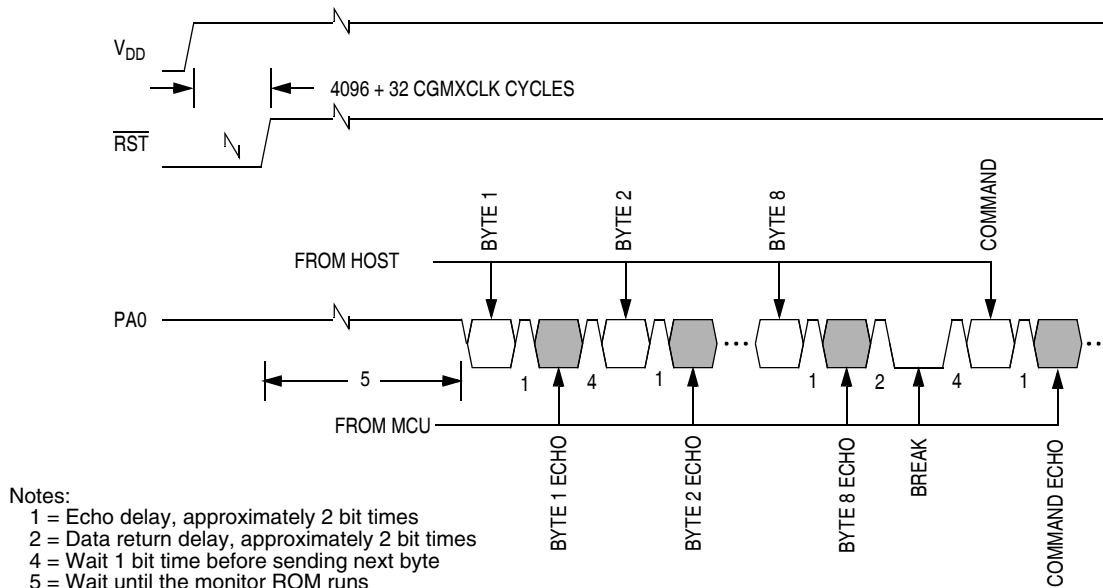 VDD
4096 + 32 CGMXCLK CYCLES
RST
BYTE 1
BYTE 2
BYTE 8
COMMAND
FROM HOST
PA0
5
1
4
1
1
2
4
1
FROM MCU
BYTE 1 ECHO
BYTE 2 ECHO
BYTE 8 ECHO
BREAK
COMMAND ECHO
Notes:
1 = Echo delay, approximately 2 bit times
2 = Data return delay, approximately 2 bit times
4 = Wait 1 bit time before sending next byte
5 = Wait until the monitor ROM runs